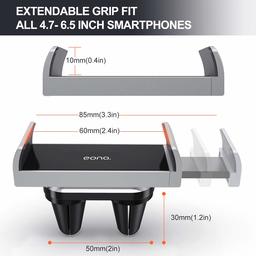 EXTENDABLE GRIP FIT
ALL 4.7- 6.5 INCH SMARTPHONES
10mm(0.4in)
85mm(3.3in)
60mm(2.4in)
eono.
30mm(1.2in)
50mm(2in)